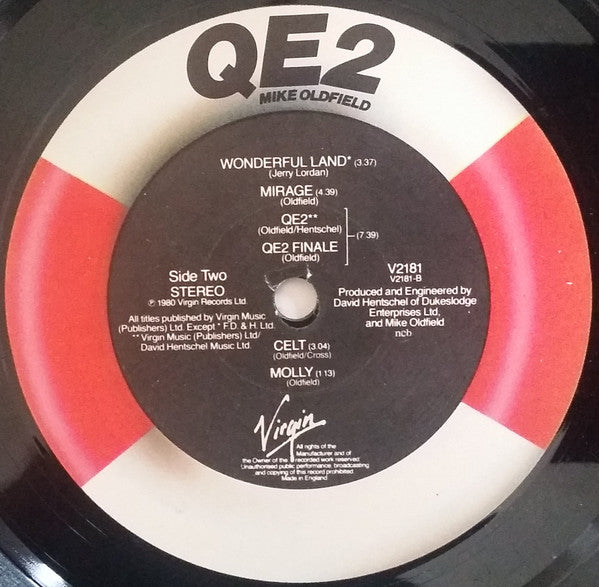 QE2
MIKE OLDFIELD
WONDERFUL LAND* (3.37)
(Jerry Lordan)
MIRAGE (4.39)
(Oldfield)
QE2**
(Oldfield/Hentschel)
(7.39)
QE2 FINALE
(Oldfield)
Side Two
STEREO
℗ 1980 Virgin Records Ltd.
All titles published by Virgin Music
(Publishers) Ltd. Except * F.D. & H. Ltd.
** Virgin Music (Publishers) Ltd/
David Hentschel Music Ltd.
V2181
V2181-B
Produced and Engineered by
David Hentschel of Dukeslodge
Enterprises Ltd,
and Mike Oldfield
ncb
CELT (3.04)
(Oldfield/Cross)
MOLLY (1 13)
(Oldfield)
Virgin
All rights of the
Manufacturer and of
the Owner of the recorded work reserved
Unauthorised public performance, broadcasting
and copying of this record prohibited
Made in England